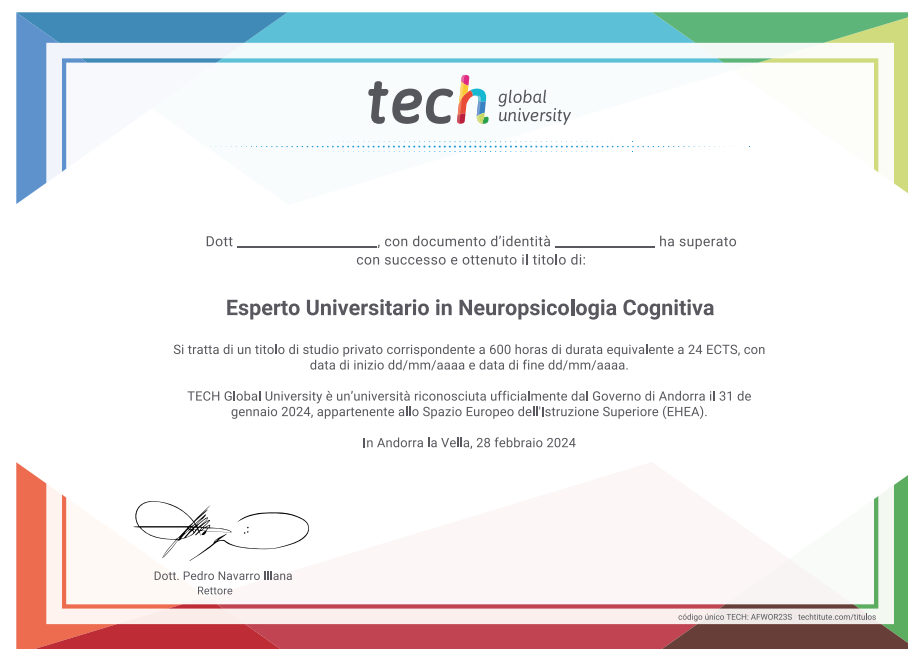 tech global university
Dott ____________, con documento d'identità ____________ ha superato
con successo e ottenuto il titolo di:
Esperto Universitario in Neuropsicologia Cognitiva
Si tratta di un titolo di studio privato corrispondente a 600 horas di durata equivalente a 24 ECTS, con
data di inizio dd/mm/aaaa e data di fine dd/mm/aaaa.
TECH Global University è un'università riconosciuta ufficialmente dal Governo di Andorra il 31 de
gennaio 2024, appartenente allo Spazio Europeo dell'Istruzione Superiore (EHEA).
In Andorra la Vella, 28 febbraio 2024
Dott. Pedro Navarro Illana
Rettore
código único TECH: AFWOR23S techtitute.com/titulos